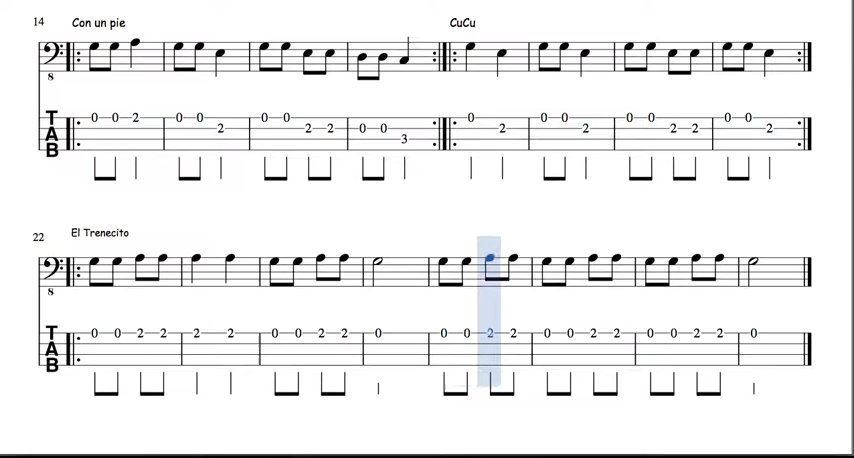 14 Con un pie CuCu
8
T 0 0 2 0 0 0 0 0 0 0 0 0 0 0
A 2 2 2 0 0 2 2 2 2 2
B 3
22 El Trenecito
8
T 0 0 2 2 2 2 0 0 2 2 0 0 0 2 2 0 0 2 2 0 0 2 2 0
A
B